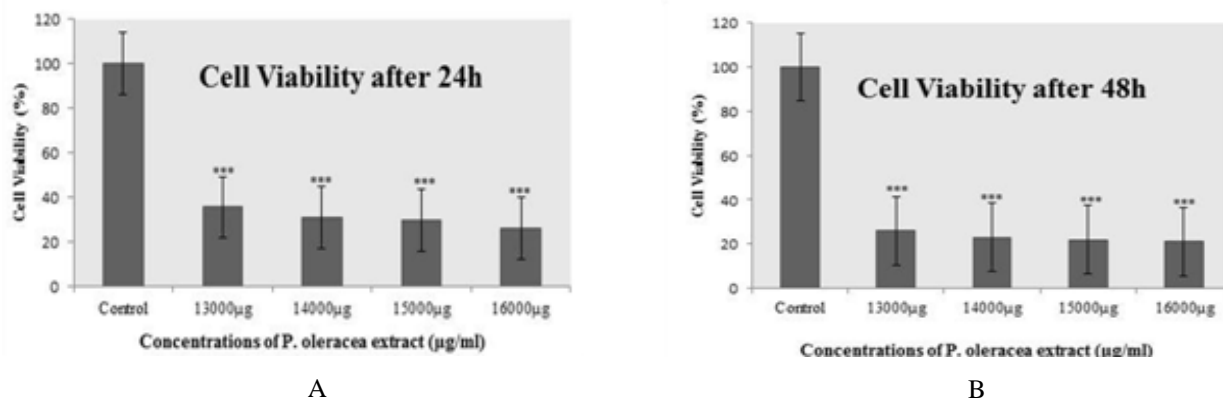 120
100
80
60
40
20
0
Cell Viability (%)
Cell Viability after 24h
***
***
***
***
Control 13000µg 14000µg 15000µg 16000µg
Concentrations of P. oleracea extract (µg/ml)
A
120
100
80
60
40
20
0
Cell Viability (%)
Cell Viability after 48h
***
***
***
***
Control 13000µg 14000µg 15000µg 16000µg
Concentrations of P. oleracea extract (µg/ml)
B